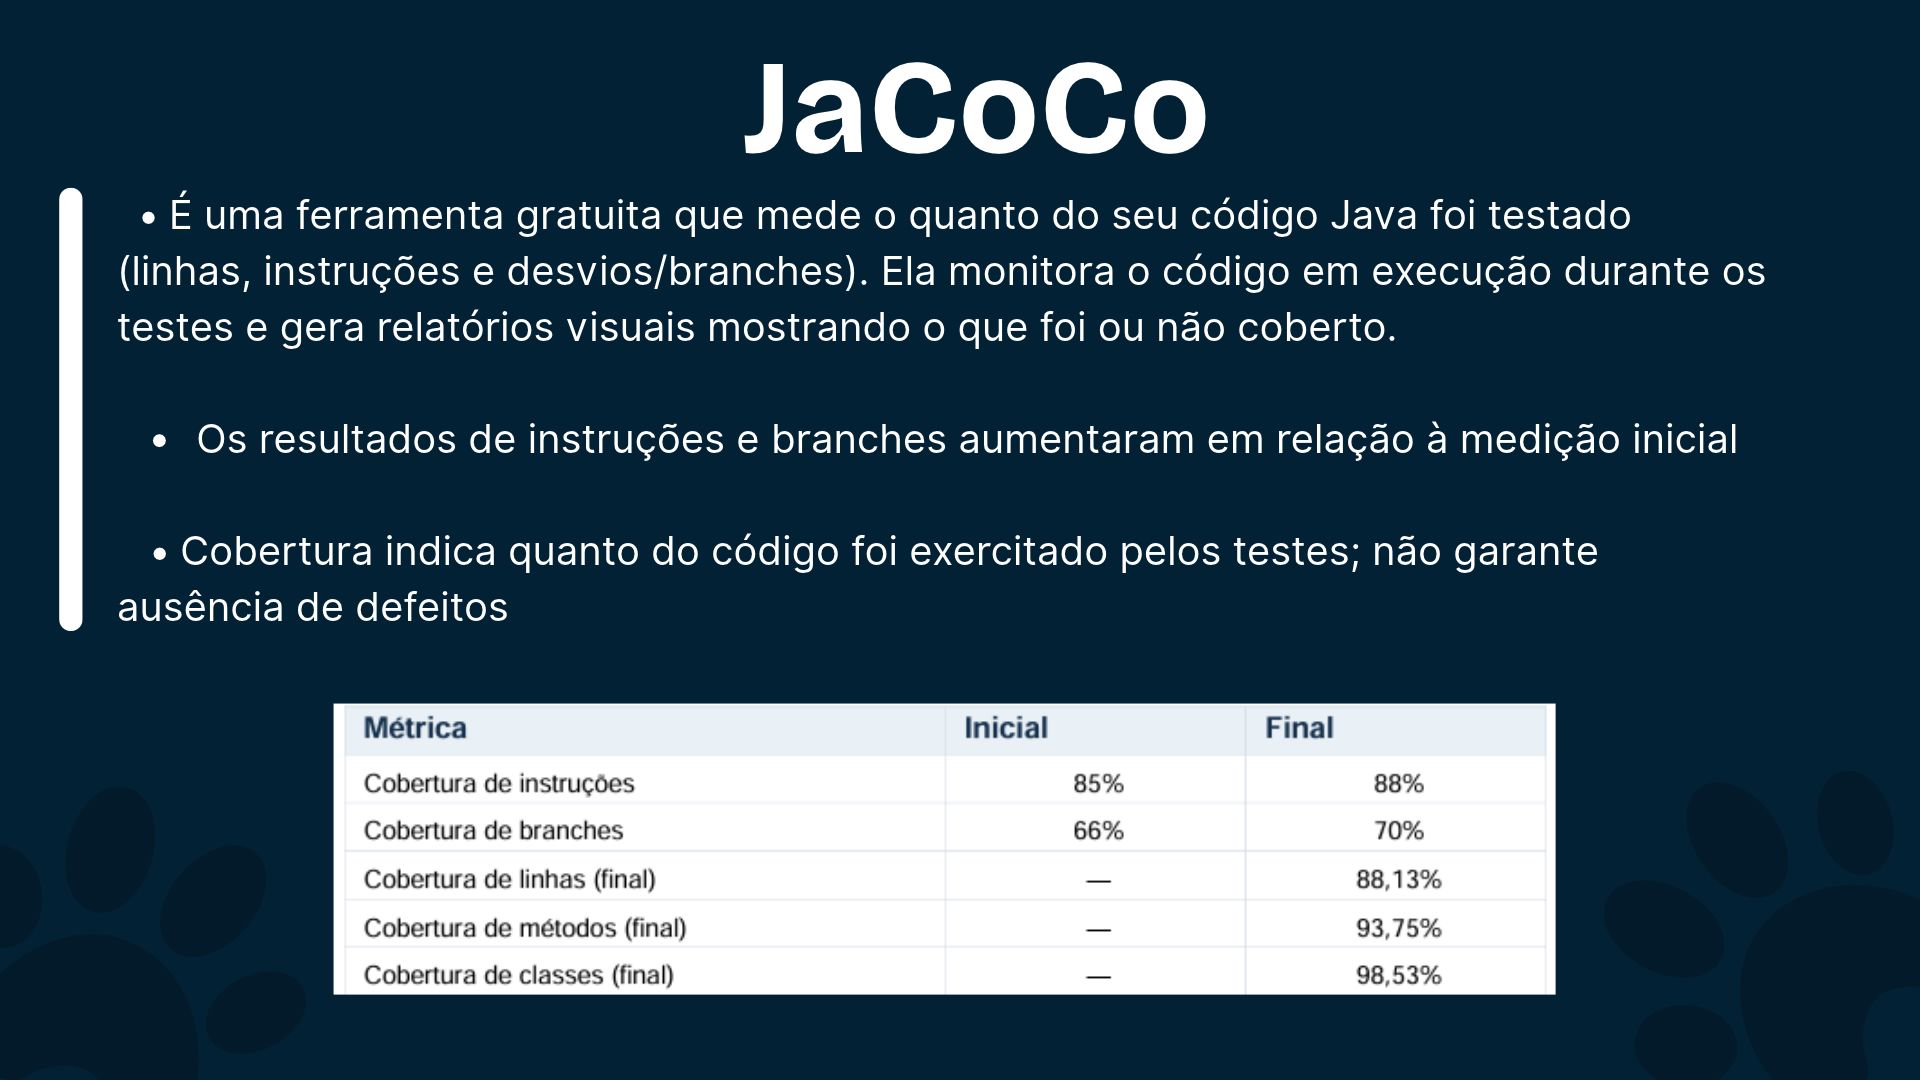 JaCoCo
• É uma ferramenta gratuita que mede o quanto do seu código Java foi testado
(linhas, instruções e desvios/branches). Ela monitora o código em execução durante os
testes e gera relatórios visuais mostrando o que foi ou não coberto.
• Os resultados de instruções e branches aumentaram em relação à medição inicial
• Cobertura indica quanto do código foi exercitado pelos testes; não garante
ausência de defeitos
Métrica Inicial Final
Cobertura de instruções 85% 88%
Cobertura de branches 66% 70%
Cobertura de linhas (final) — 88,13%
Cobertura de métodos (final) — 93,75%
Cobertura de classes (final) — 98,53%